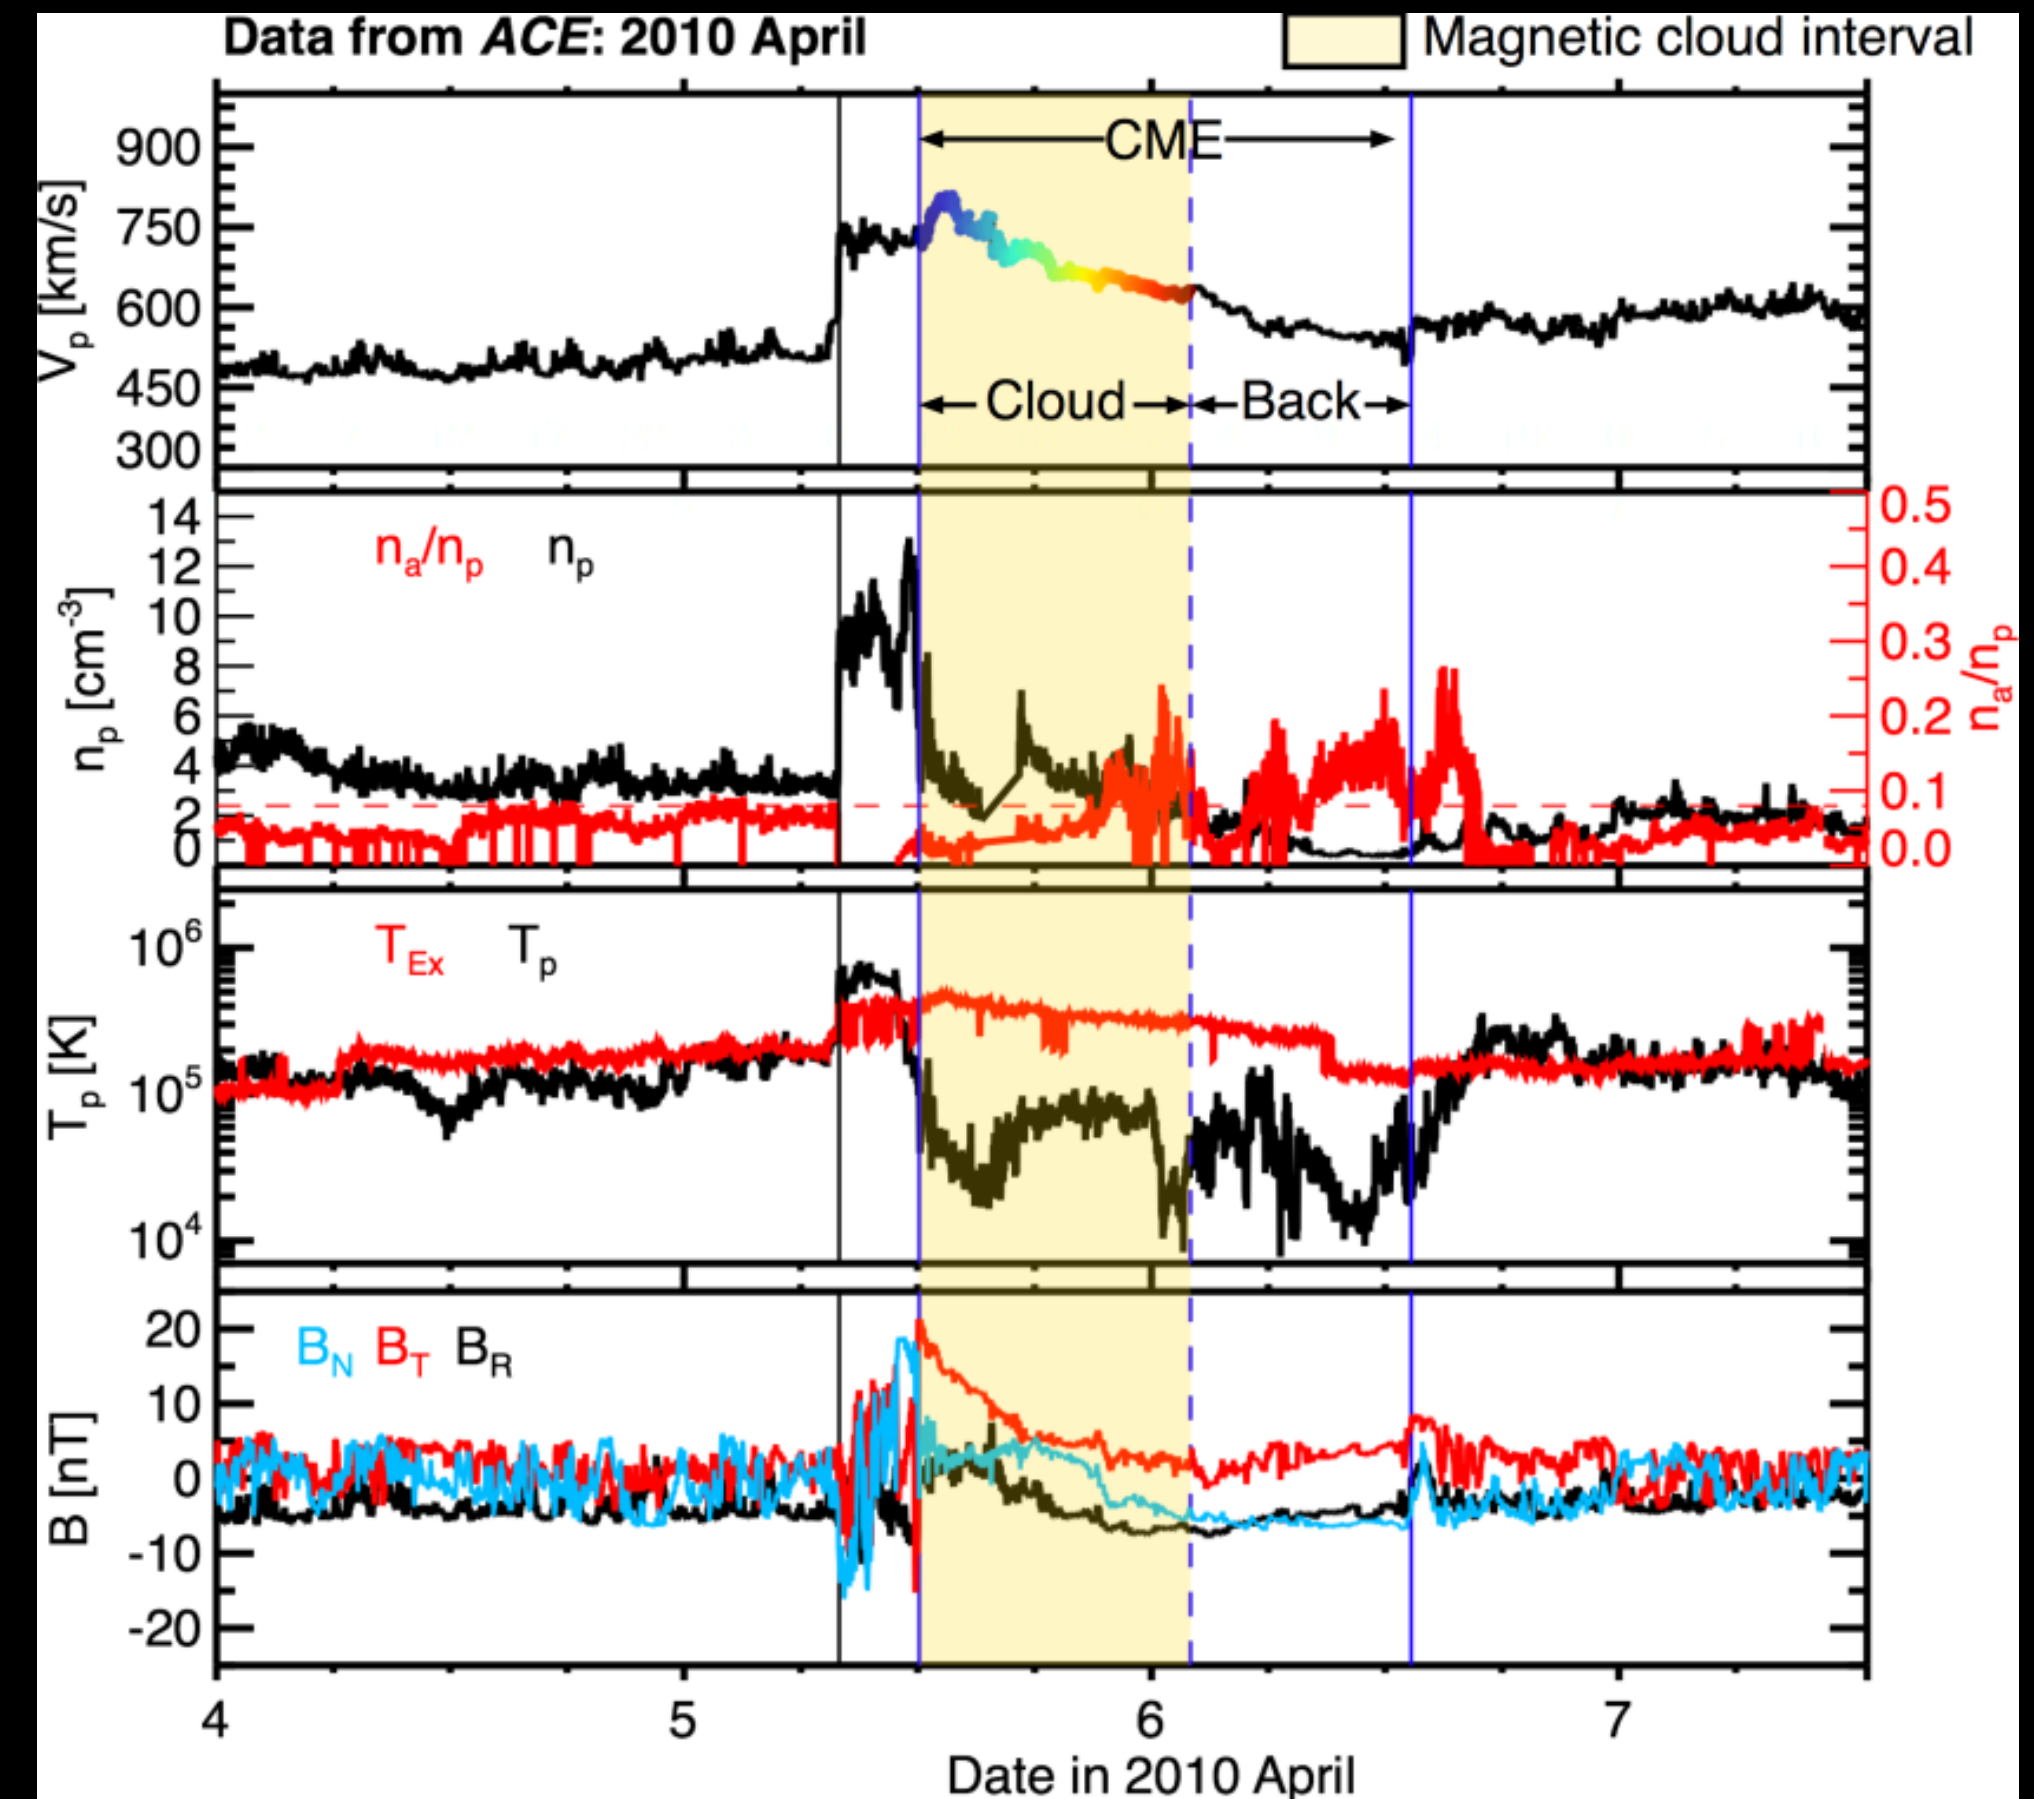 Data from ACE: 2010 April
Magnetic cloud interval
Vp [km/s]
900
750
600
450
300
CME
Cloud
Back
np [cm-3]
14
12
10
8
6
4
2
0
na/np np
0.5
0.4
0.3
0.2
0.1
0.0
na/np
Tp [K]
10^6
10^5
10^4
TEx Tp
B [nT]
20
10
0
-10
-20
BN BT BR
4 5 6 7
Date in 2010 April